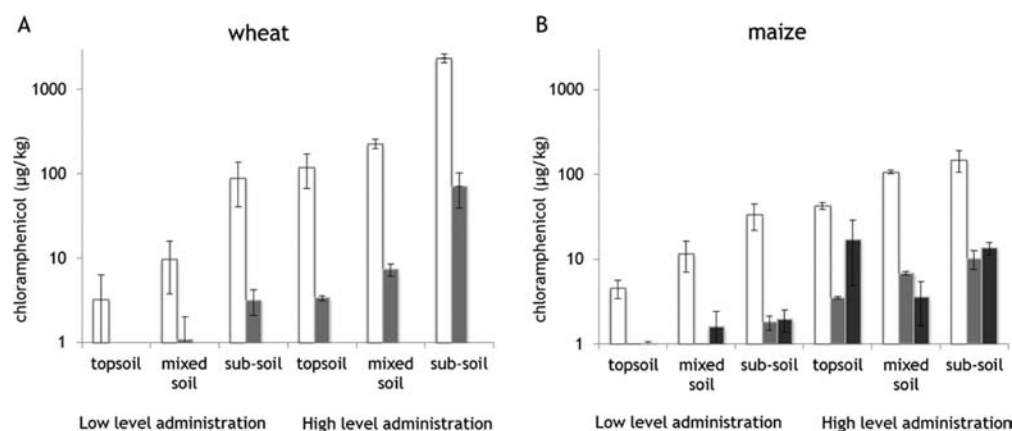 A
wheat
chloramphenicol (µg/kg)
1000
100
10
1
topsoil mixed soil sub-soil topsoil mixed soil sub-soil
Low level administration High level administration
B
maize
chloramphenicol (µg/kg)
1000
100
10
1
topsoil mixed soil sub-soil topsoil mixed soil sub-soil
Low level administration High level administration